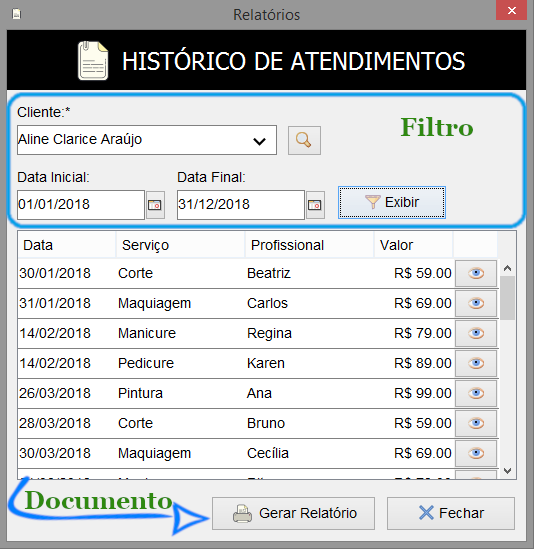 Relatórios
HISTÓRICO DE ATENDIMENTOS
Cliente:*
Filtro
Aline Clarice Araújo
Data Inicial: Data Final:
01/01/2018 31/12/2018 Exibir
Data Serviço Profissional Valor
30/01/2018 Corte Beatriz R$ 59.00
31/01/2018 Maquiagem Carlos R$ 69.00
14/02/2018 Manicure Regina R$ 79.00
14/02/2018 Pedicure Karen R$ 89.00
26/03/2018 Pintura Ana R$ 99.00
28/03/2018 Corte Bruno R$ 59.00
30/03/2018 Maquiagem Cecília R$ 69.00
Documento
Gerar Relatório Fechar